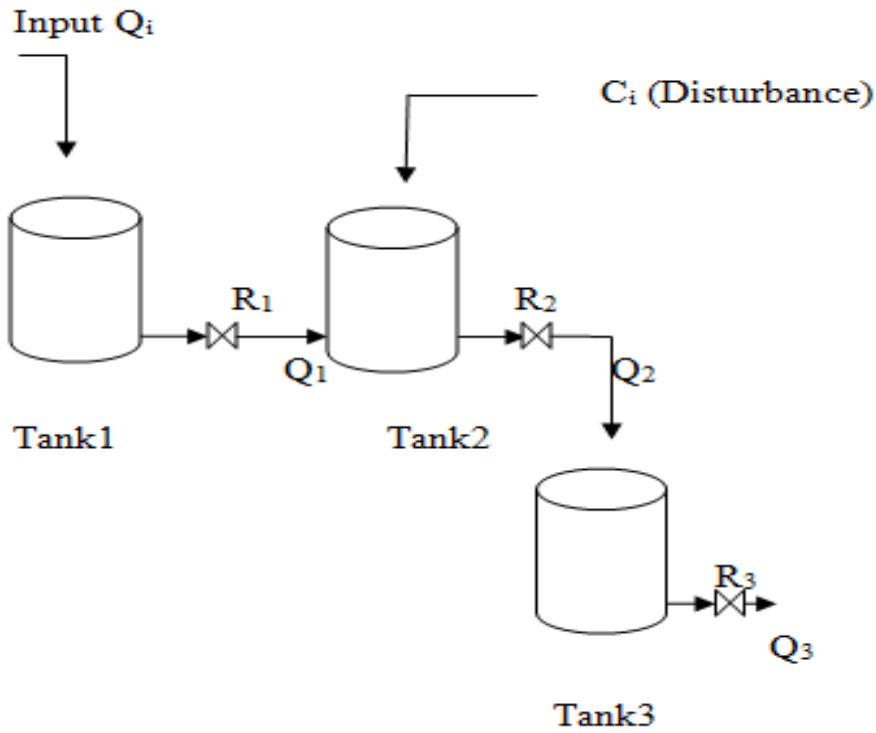 Input Qᵢ
Cᵢ (Disturbance)
R₁
R₂
Q₁
Q₂
Tank1
Tank2
R₃
Q₃
Tank3